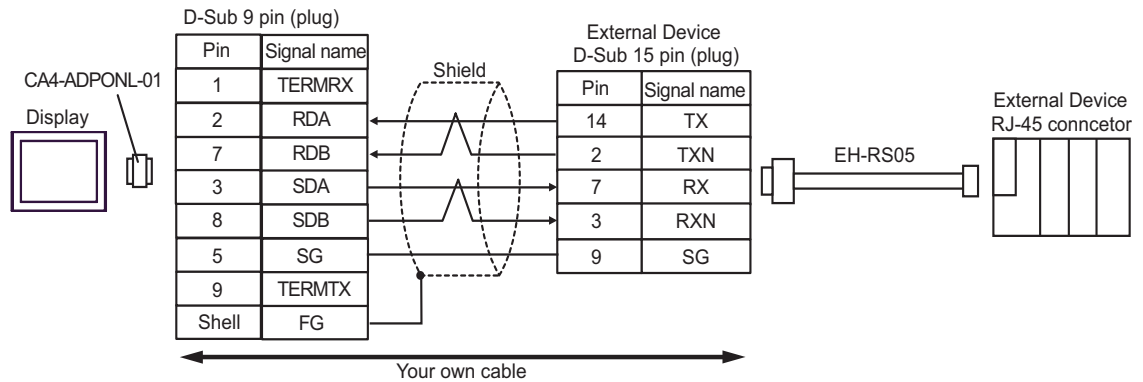 D-Sub 9 pin (plug)
Pin Signal name
1 TERMRX
2 RDA
7 RDB
3 SDA
8 SDB
5 SG
9 TERMTX
Shell FG
CA4-ADPONL-01
Display
Shield
External Device
D-Sub 15 pin (plug)
Pin Signal name
14 TX
2 TXN
7 RX
3 RXN
9 SG
EH-RS05
External Device
RJ-45 conncetor
Your own cable